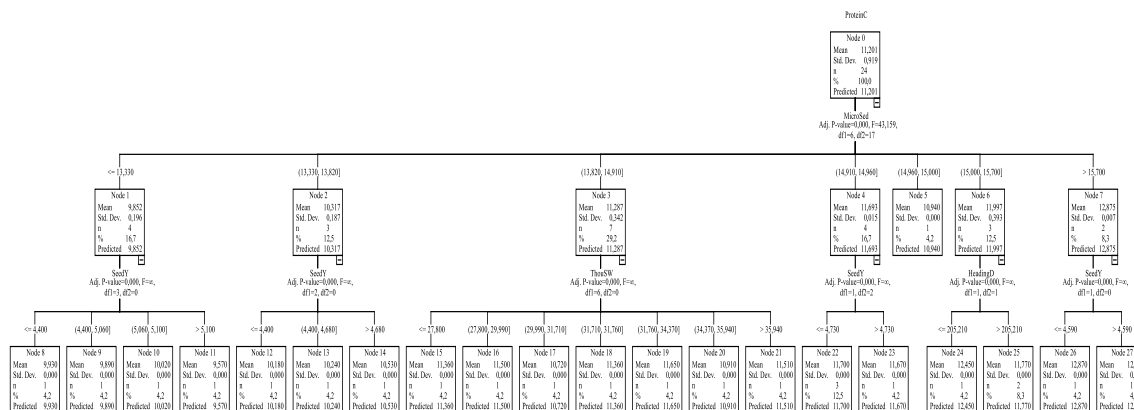 ProteinC
Node 0
Mean 11,201
Std. Dev. 0,919
n 24
% 100,0
Predicted 11,201
MicroSed
Adj. P-value=0,000, F=43,159,
df1=6, df2=17
<= 13,330
(13,330, 13,820]
(13,820, 14,910]
(14,910, 14,960]
(14,960, 15,000]
(15,000, 15,700]
> 15,700
Node 1
Mean 9,852
Std. Dev. 0,196
n 4
% 16,7
Predicted 9,852
Node 2
Mean 10,317
Std. Dev. 0,187
n 3
% 12,5
Predicted 10,317
Node 3
Mean 11,287
Std. Dev. 0,342
n 7
% 29,2
Predicted 11,287
Node 4
Mean 11,693
Std. Dev. 0,015
n 4
% 16,7
Predicted 11,693
Node 5
Mean 10,940
Std. Dev. 0,000
n 1
% 4,2
Predicted 10,940
Node 6
Mean 11,997
Std. Dev. 0,393
n 3
% 12,5
Predicted 11,997
Node 7
Mean 12,875
Std. Dev. 0,007
n 2
% 8,3
Predicted 12,875
SeedY
Adj. P-value=0,000, F=∞,
df1=3, df2=0
SeedY
Adj. P-value=0,000, F=∞,
df1=2, df2=0
ThouSW
Adj. P-value=0,000, F=∞,
df1=6, df2=0
SeedY
Adj. P-value=0,000, F=∞,
df1=1, df2=2
HeadingD
Adj. P-value=0,000, F=∞,
df1=1, df2=1
SeedY
Adj. P-value=0,000, F=∞,
df1=1, df2=0
<= 4,400
(4,400, 5,060]
(5,060, 5,100]
> 5,100
<= 4,400
(4,400, 4,680]
> 4,680
<= 27,800
(27,800, 29,990]
(29,990, 31,710]
(31,710, 31,760]
(31,760, 34,370]
(34,370, 35,940]
> 35,940
<= 4,730
> 4,730
<= 205,210
> 205,210
<= 4,590
> 4,590
Node 8
Mean 9,930
Std. Dev. 0,000
n 1
% 4,2
Predicted 9,930
Node 9
Mean 9,890
Std. Dev. 0,000
n 1
% 4,2
Predicted 9,890
Node 10
Mean 10,020
Std. Dev. 0,000
n 1
% 4,2
Predicted 10,020
Node 11
Mean 9,570
Std. Dev. 0,000
n 1
% 4,2
Predicted 9,570
Node 12
Mean 10,180
Std. Dev. 0,000
n 1
% 4,2
Predicted 10,180
Node 13
Mean 10,240
Std. Dev. 0,000
n 1
% 4,2
Predicted 10,240
Node 14
Mean 10,530
Std. Dev. 0,000
n 1
% 4,2
Predicted 10,530
Node 15
Mean 11,360
Std. Dev. 0,000
n 1
% 4,2
Predicted 11,360
Node 16
Mean 11,500
Std. Dev. 0,000
n 1
% 4,2
Predicted 11,500
Node 17
Mean 10,720
Std. Dev. 0,000
n 1
% 4,2
Predicted 10,720
Node 18
Mean 11,360
Std. Dev. 0,000
n 1
% 4,2
Predicted 11,360
Node 19
Mean 11,650
Std. Dev. 0,000
n 1
% 4,2
Predicted 11,650
Node 20
Mean 10,910
Std. Dev. 0,000
n 1
% 4,2
Predicted 10,910
Node 21
Mean 11,510
Std. Dev. 0,000
n 1
% 4,2
Predicted 11,510
Node 22
Mean 11,700
Std. Dev. 0,000
n 3
% 12,5
Predicted 11,700
Node 23
Mean 11,670
Std. Dev. 0,000
n 1
% 4,2
Predicted 11,670
Node 24
Mean 12,450
Std. Dev. 0,000
n 1
% 4,2
Predicted 12,450
Node 25
Mean 11,770
Std. Dev. 0,000
n 2
% 8,3
Predicted 11,770
Node 26
Mean 12,870
Std. Dev. 0,000
n 1
% 4,2
Predicted 12,870
Node 27
Mean
Std. Dev.
n
%
Predicted